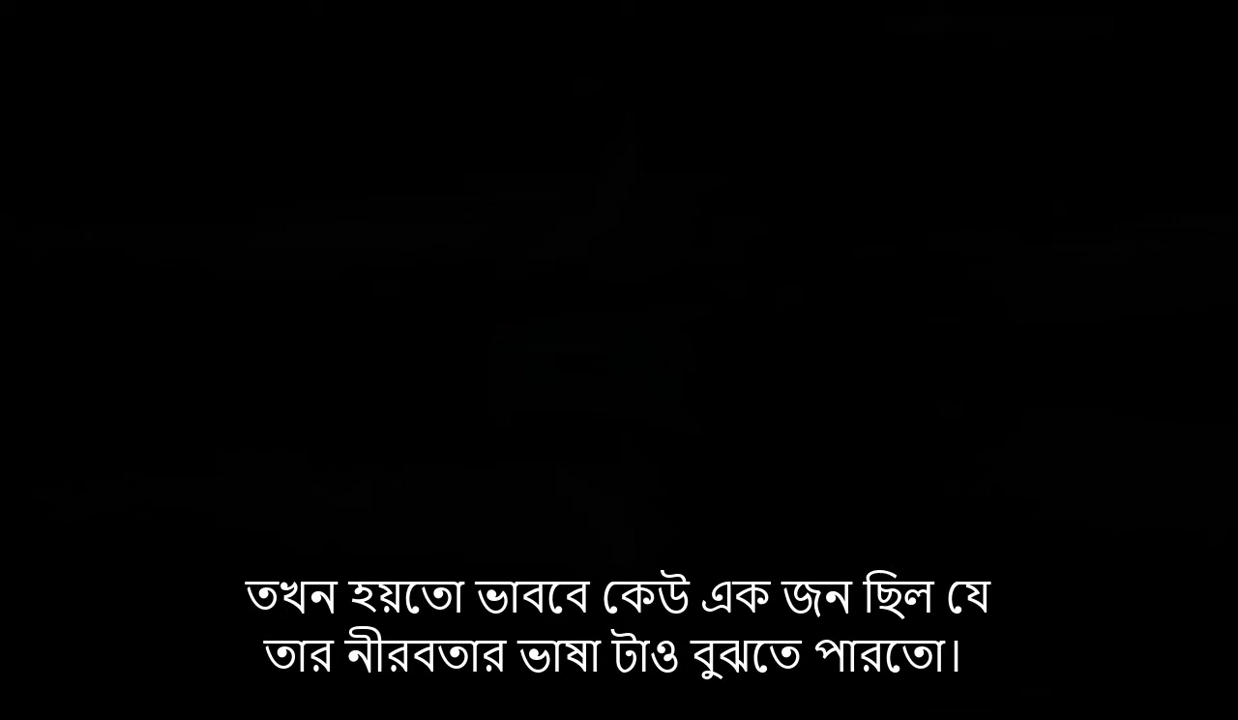 তখন হয়তো ভাববে কেউ এক জন ছিল যে
তার নীরবতার ভাষা টাও বুঝতে পারতো।